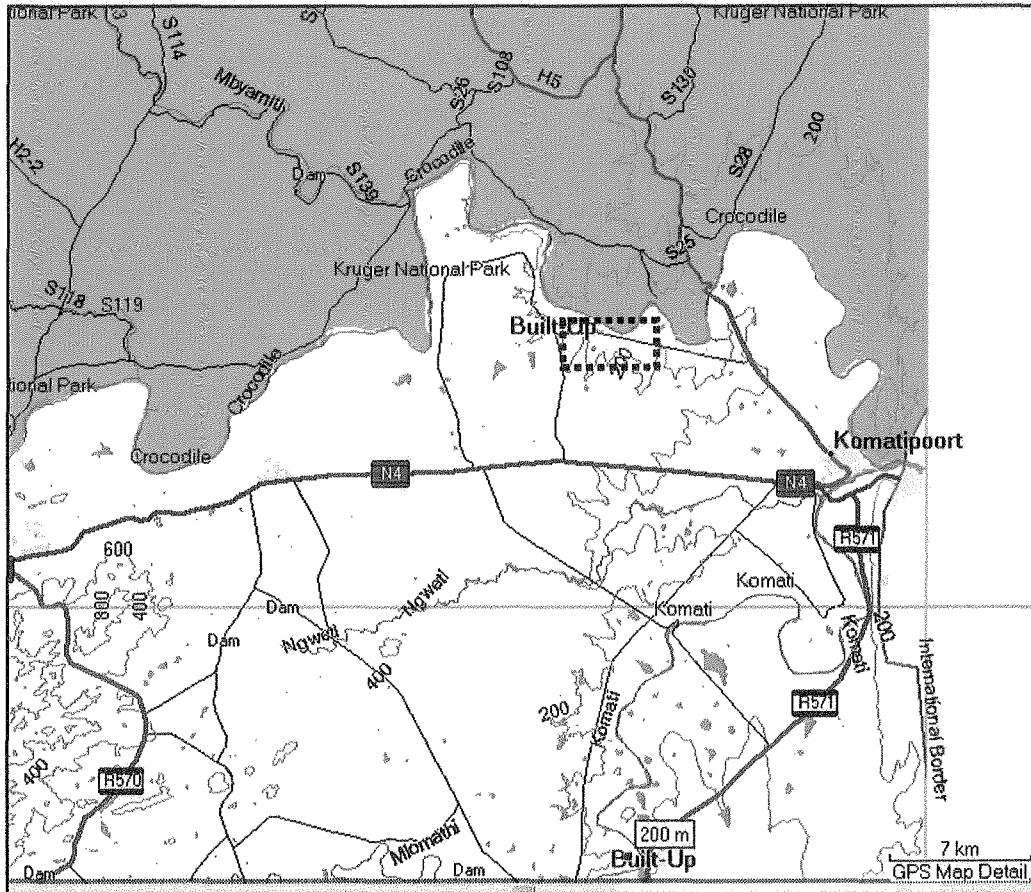 ional Park
S114
S
S108
S26
H5
Kruger National Park
S130
200
S28
Mbyamiti
H2-2
Dam
S139
Crocodile
Crocodile
S25
Kruger National Park
S118
S119
Built-Up
200
ional Park
Crocodile
Crocodile
Komatipoort
N4
N4
R571
600
800
400
Dam
Ngweti
Ngweti
Dam
Komati
Komati
Komati
200
400
200
Komati
R571
International Border
400
R570
Mlomathi
200 m
Built-Up
Dam
Dam
7 km
GPS Map Detail